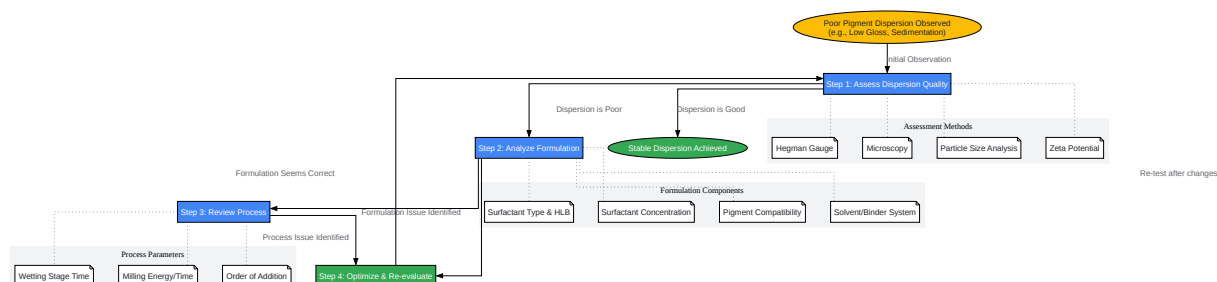 Poor Pigment Dispersion Observed
(e.g., Low Gloss, Sedimentation)
Initial Observation
Step 1: Assess Dispersion Quality
Dispersion is Poor
Dispersion is Good
Assessment Methods
Hegman Gauge
Microscopy
Particle Size Analysis
Zeta Potential
Step 2: Analyze Formulation
Stable Dispersion Achieved
Formulation Seems Correct
Re-test after changes
Formulation Components
Surfactant Type & HLB
Surfactant Concentration
Pigment Compatibility
Solvent/Binder System
Step 3: Review Process
Formulation Issue Identified
Process Issue Identified
Process Parameters
Wetting Stage Time
Milling Energy/Time
Order of Addition
Step 4: Optimize & Re-evaluate